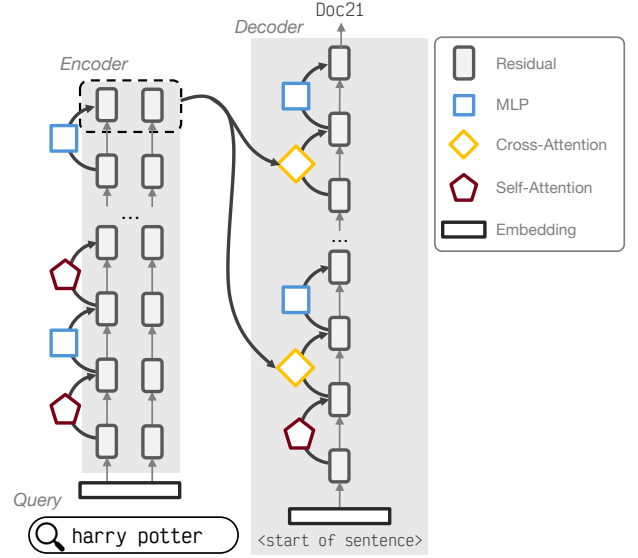 Doc21
Decoder
Encoder
Residual
MLP
Cross-Attention
Self-Attention
Embedding
...
...
Query
harry potter
<start of sentence>